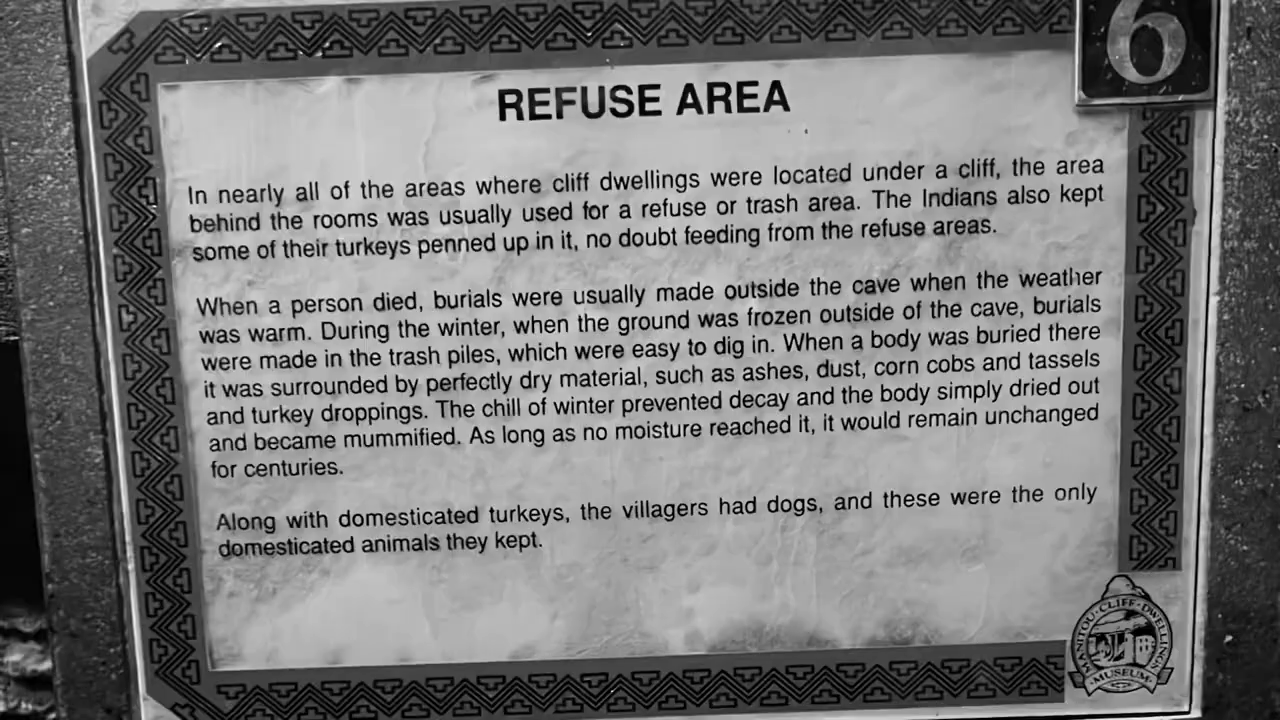 6
REFUSE AREA
In nearly all of the areas where cliff dwellings were located under a cliff, the area
behind the rooms was usually used for a refuse or trash area. The Indians also kept
some of their turkeys penned up in it, no doubt feeding from the refuse areas.
When a person died, burials were usually made outside the cave when the weather
was warm. During the winter, when the ground was frozen outside of the cave, burials
were made in the trash piles, which were easy to dig in. When a body was buried there
it was surrounded by perfectly dry material, such as ashes, dust, corn cobs and tassels
and turkey droppings. The chill of winter prevented decay and the body simply dried out
and became mummified. As long as no moisture reached it, it would remain unchanged
for centuries.
Along with domesticated turkeys, the villagers had dogs, and these were the only
domesticated animals they kept.
MANITOU·CLIFF·DWELLINGS
·MUSEUM·